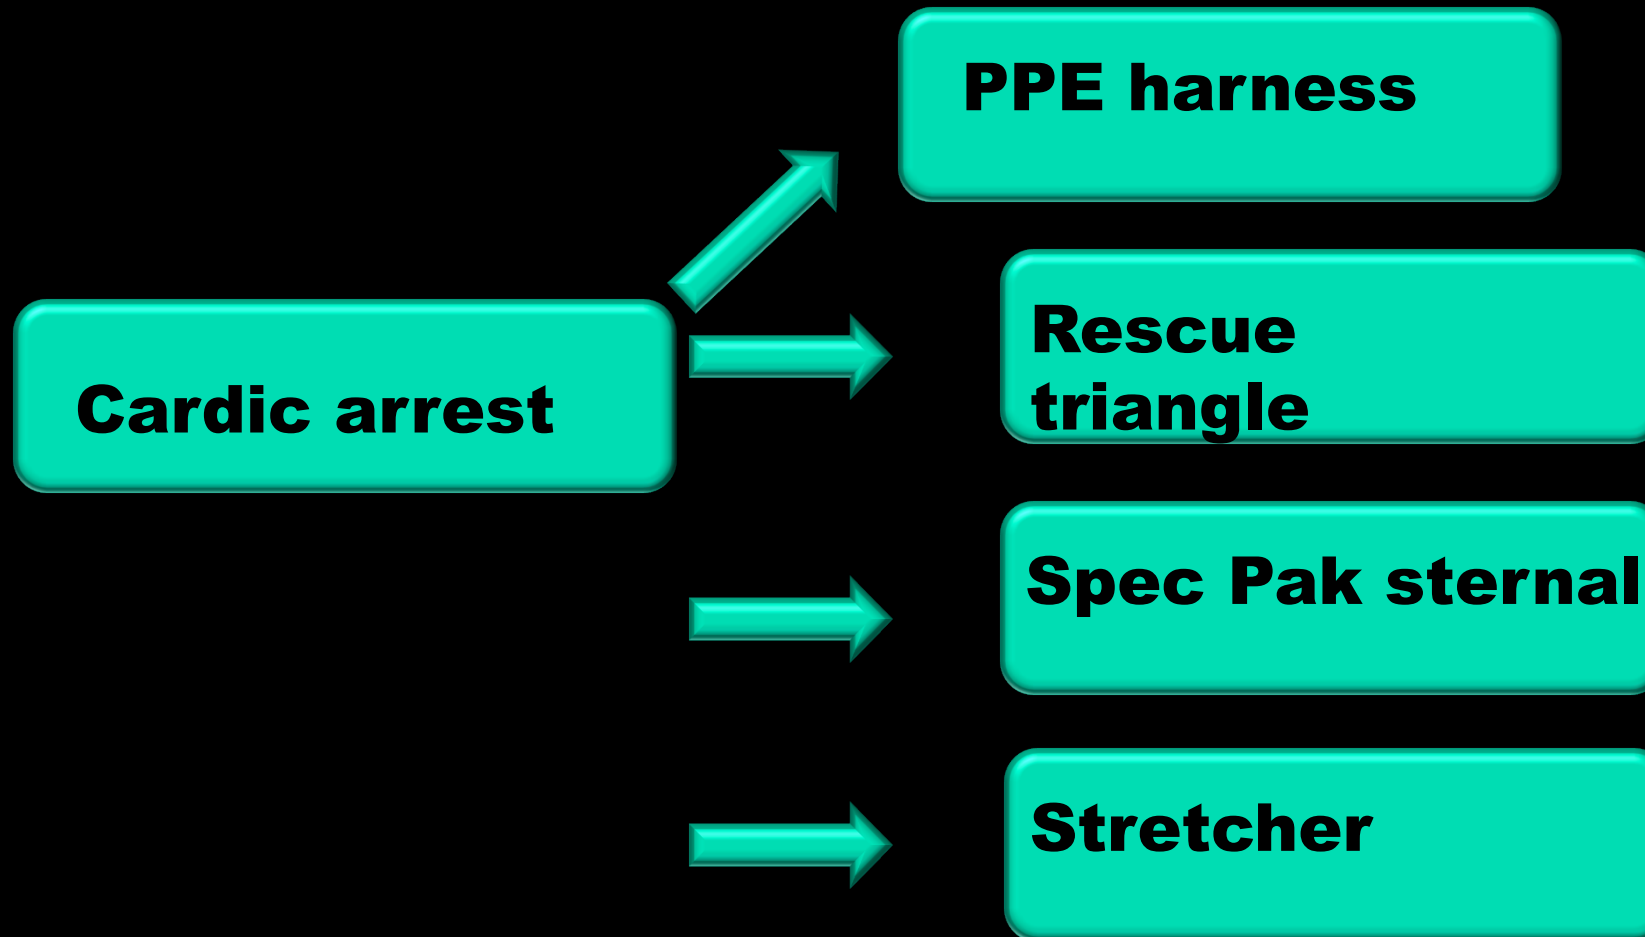 PPE harness
Rescue
triangle
Cardic arrest
Spec Pak sternal
Stretcher